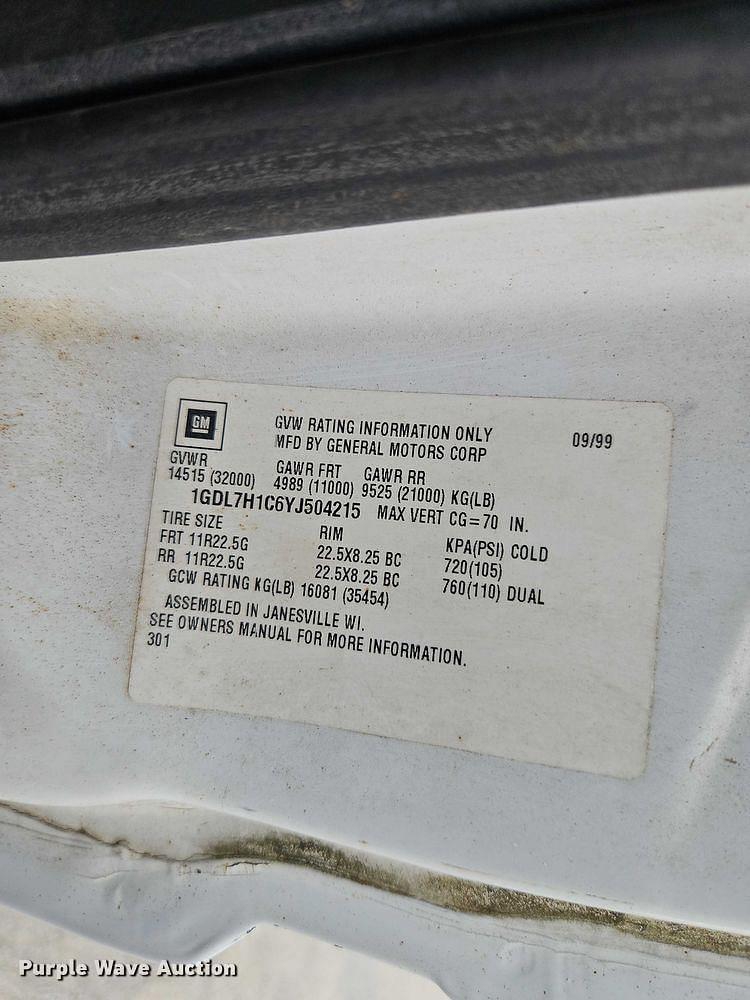 GM
GVW RATING INFORMATION ONLY 09/99
MFD BY GENERAL MOTORS CORP
GVWR GAWR FRT GAWR RR
14515 (32000) 4989 (11000) 9525 (21000) KG(LB)
1GDL7H1C6YJ504215 MAX VERT CG=70 IN.
TIRE SIZE RIM KPA(PSI) COLD
FRT 11R22.5G 22.5X8.25 BC 720(105)
RR 11R22.5G 22.5X8.25 BC 760(110) DUAL
GCW RATING KG(LB) 16081 (35454)
ASSEMBLED IN JANESVILLE WI.
SEE OWNERS MANUAL FOR MORE INFORMATION.
301
Purple Wave Auction